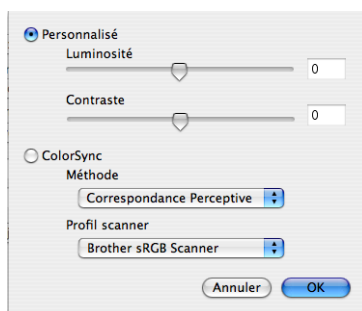 Personnalisé
Luminosité
0
Contraste
0
ColorSync
Méthode
Correspondance Perceptive
Profil scanner
Brother sRGB Scanner
Annuler OK